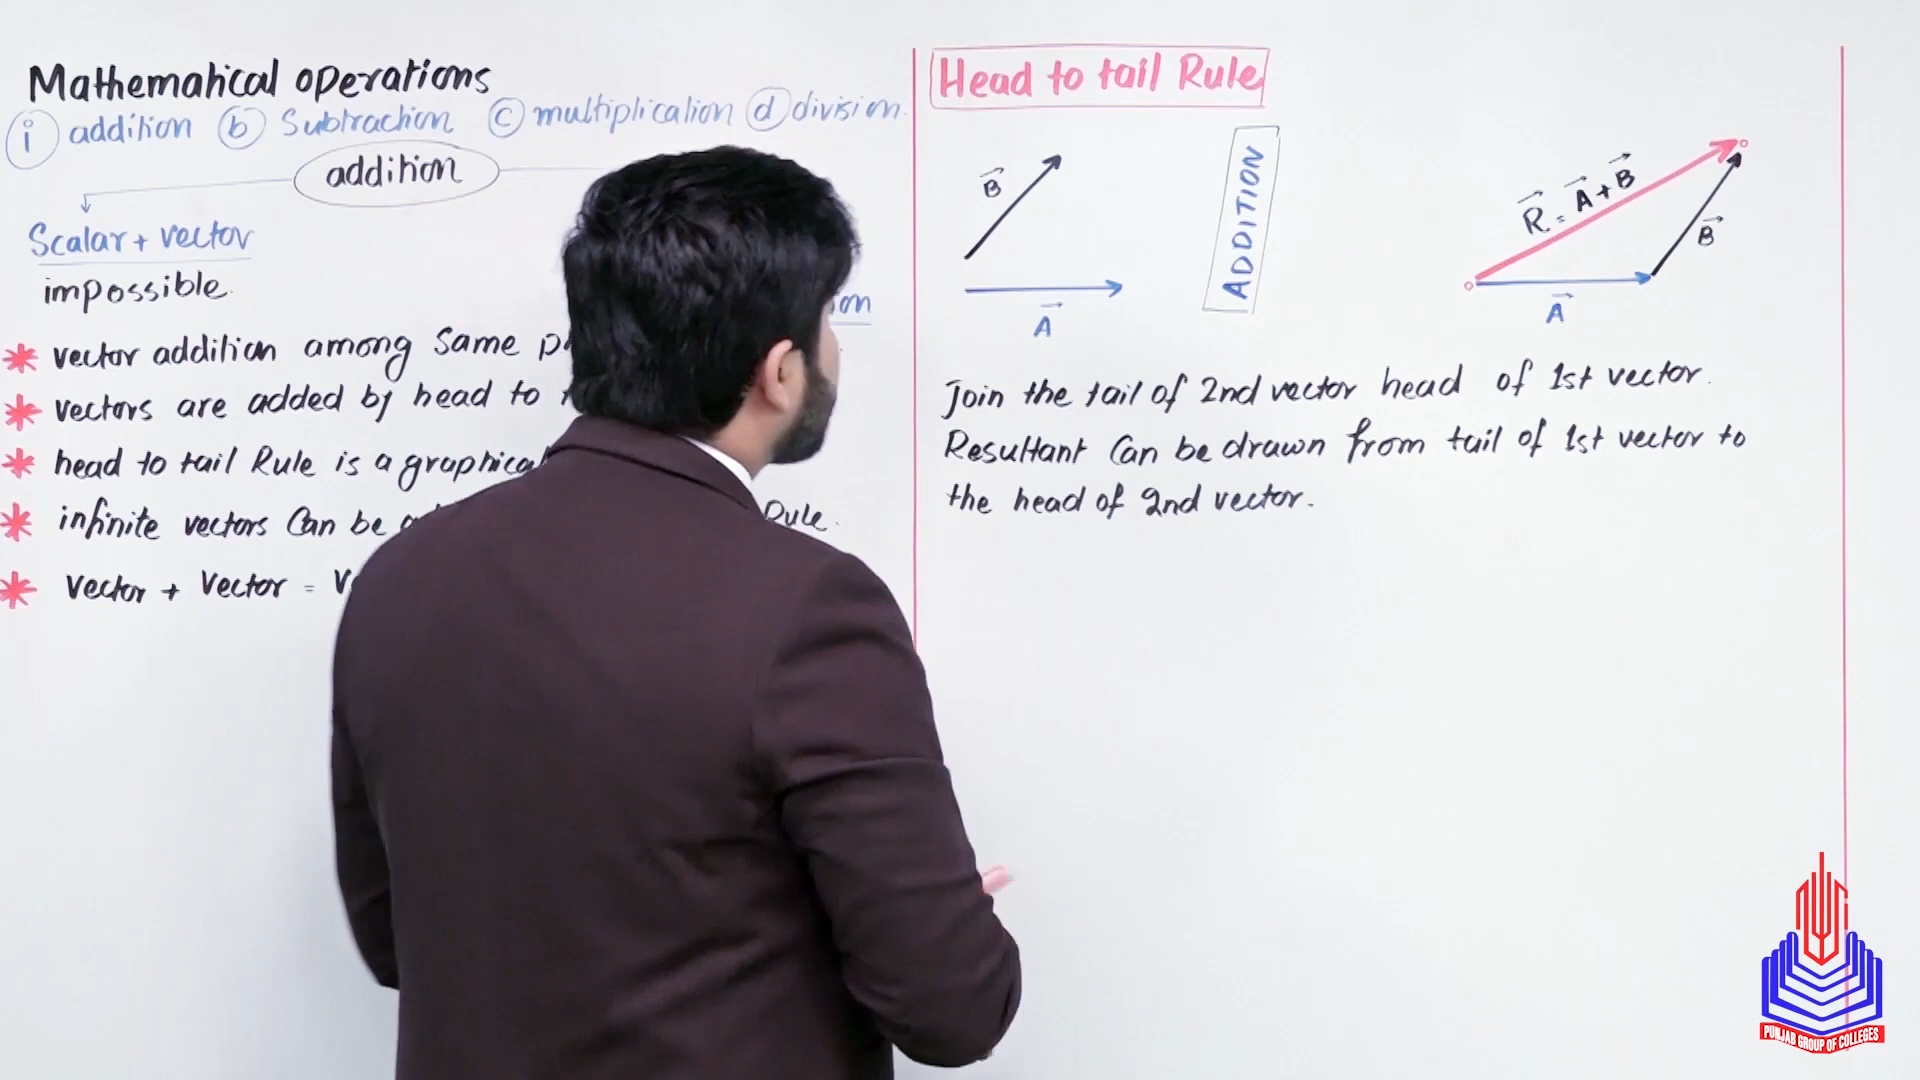 Mathematical operations
i addition b Subtraction c multiplication d division.
addition
Scalar + vector
impossible.
vector addition among Same
vectors are added by head to
head to tail Rule is a graphical
infinite vectors Can be
Rule.
Vector + Vector =
Head to tail Rule
B
A
ADDITION
R = A + B
B
A
Join the tail of 2nd vector head of 1st vector.
Resultant Can be drawn from tail of 1st vector to
the head of 2nd vector.
PUNJAB GROUP OF COLLEGES